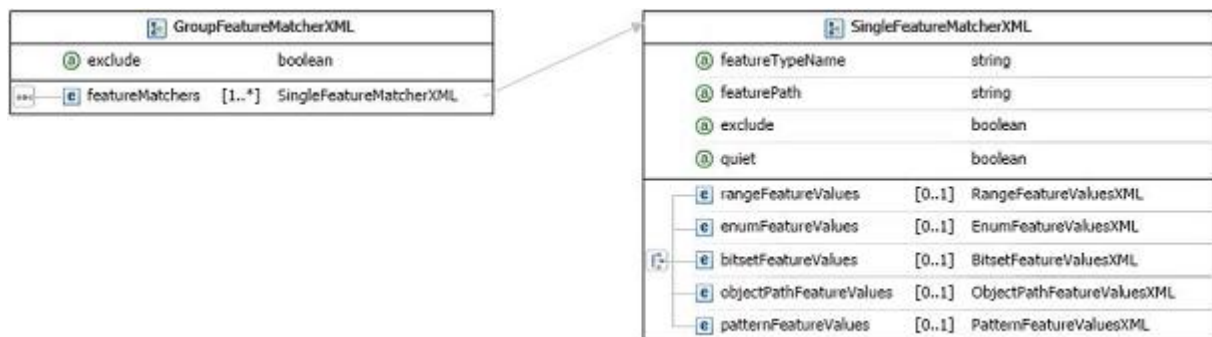 GroupFeatureMatcherXML
exclude boolean
featureMatchers [1..*] SingleFeatureMatcherXML
SingleFeatureMatcherXML
featureTypeName string
featurePath string
exclude boolean
quiet boolean
rangeFeatureValues [0..1] RangeFeatureValuesXML
enumFeatureValues [0..1] EnumFeatureValuesXML
bitsetFeatureValues [0..1] BitsetFeatureValuesXML
objectPathFeatureValues [0..1] ObjectPathFeatureValuesXML
patternFeatureValues [0..1] PatternFeatureValuesXML